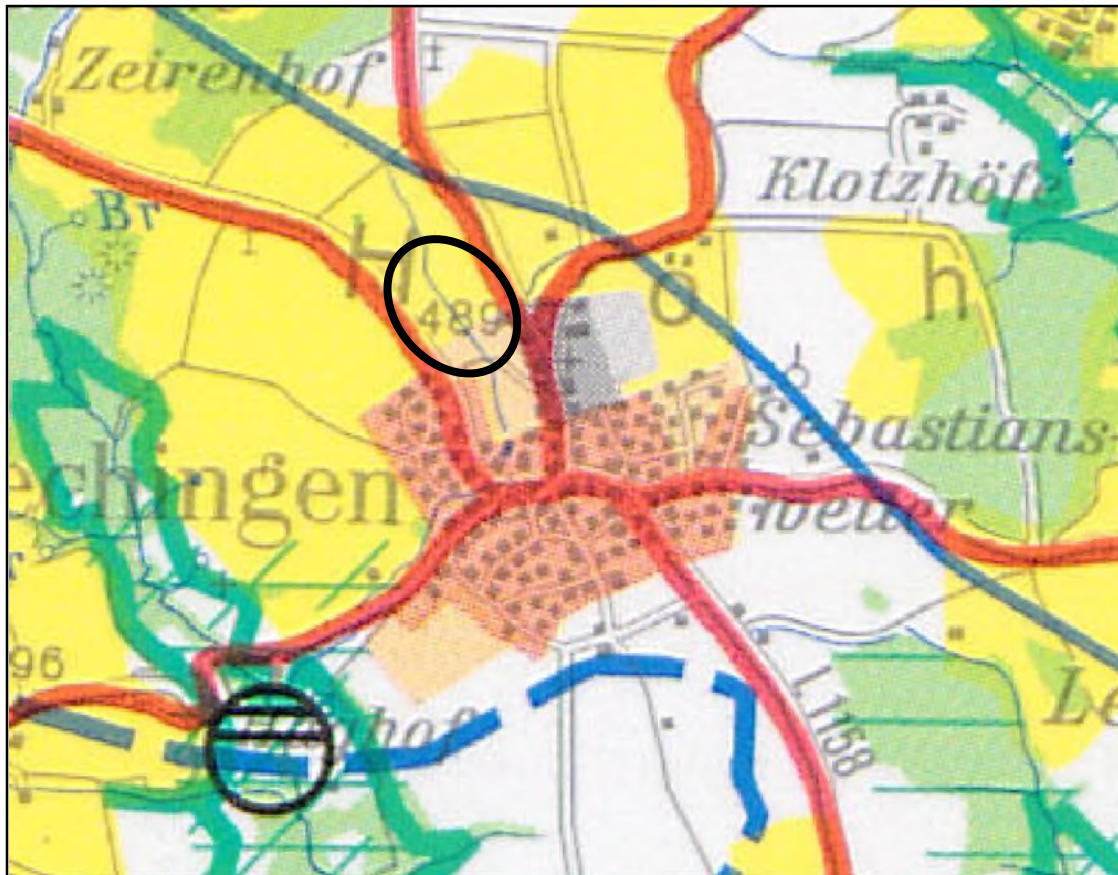 Zeirenhof
Br
Klotzhöfe
H ö h
489
Sebastians-
weiler
echingen
96
L 1158
Le